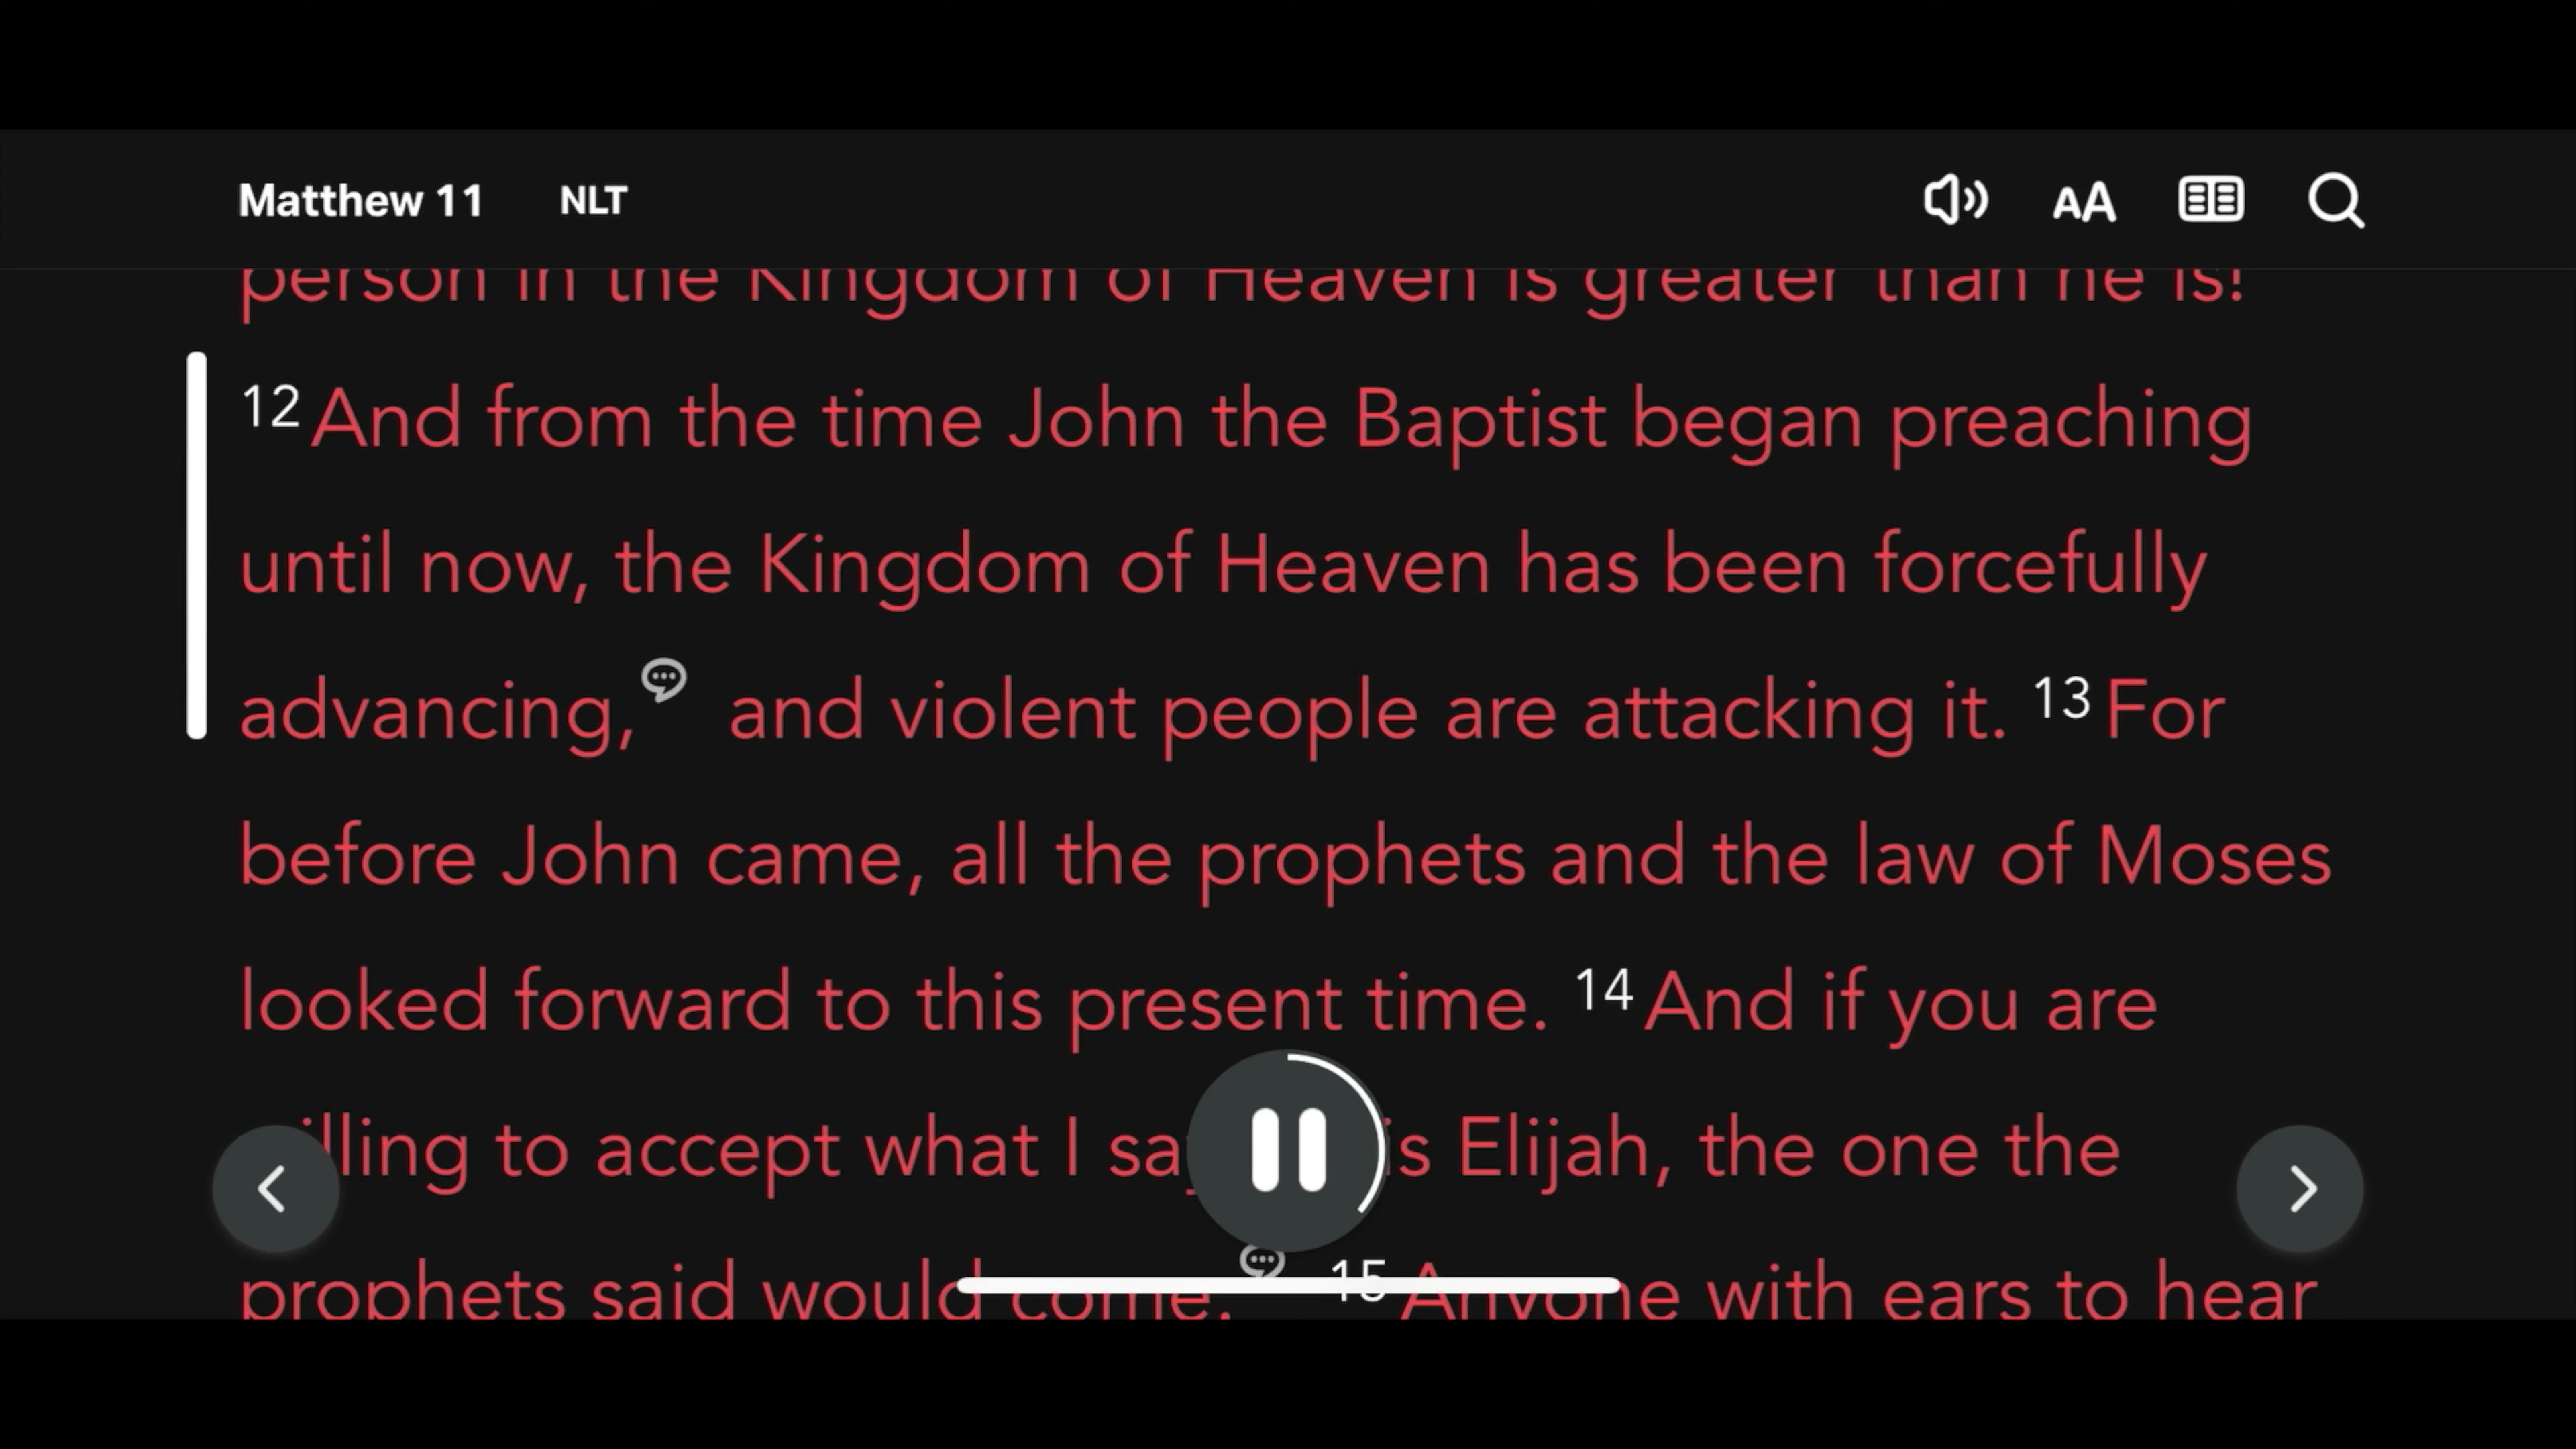 Matthew 11 NLT AA
person in the Kingdom of Heaven is greater than he is!
12 And from the time John the Baptist began preaching
until now, the Kingdom of Heaven has been forcefully
advancing, and violent people are attacking it. 13 For
before John came, all the prophets and the law of Moses
looked forward to this present time. 14 And if you are
to accept what I is Elijah, the one the
prophets said would come. 15 Anyone with ears to hear